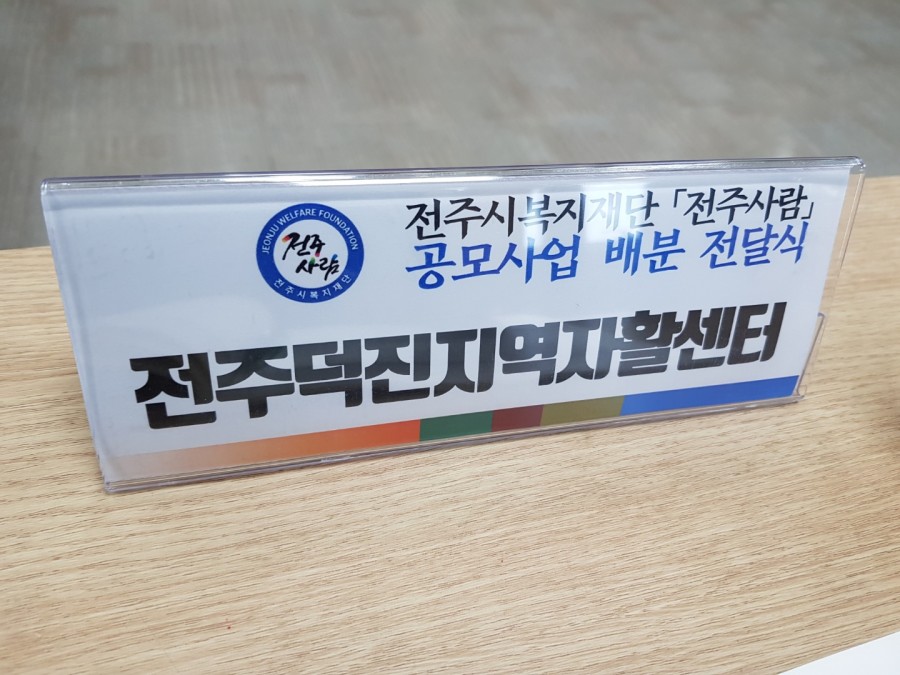 JEONJU WELFARE FOUNDATION
전주
사람
전주시복지재단
전주시복지재단 「전주사람」
공모사업 배분 전달식
전주덕진지역자활센터